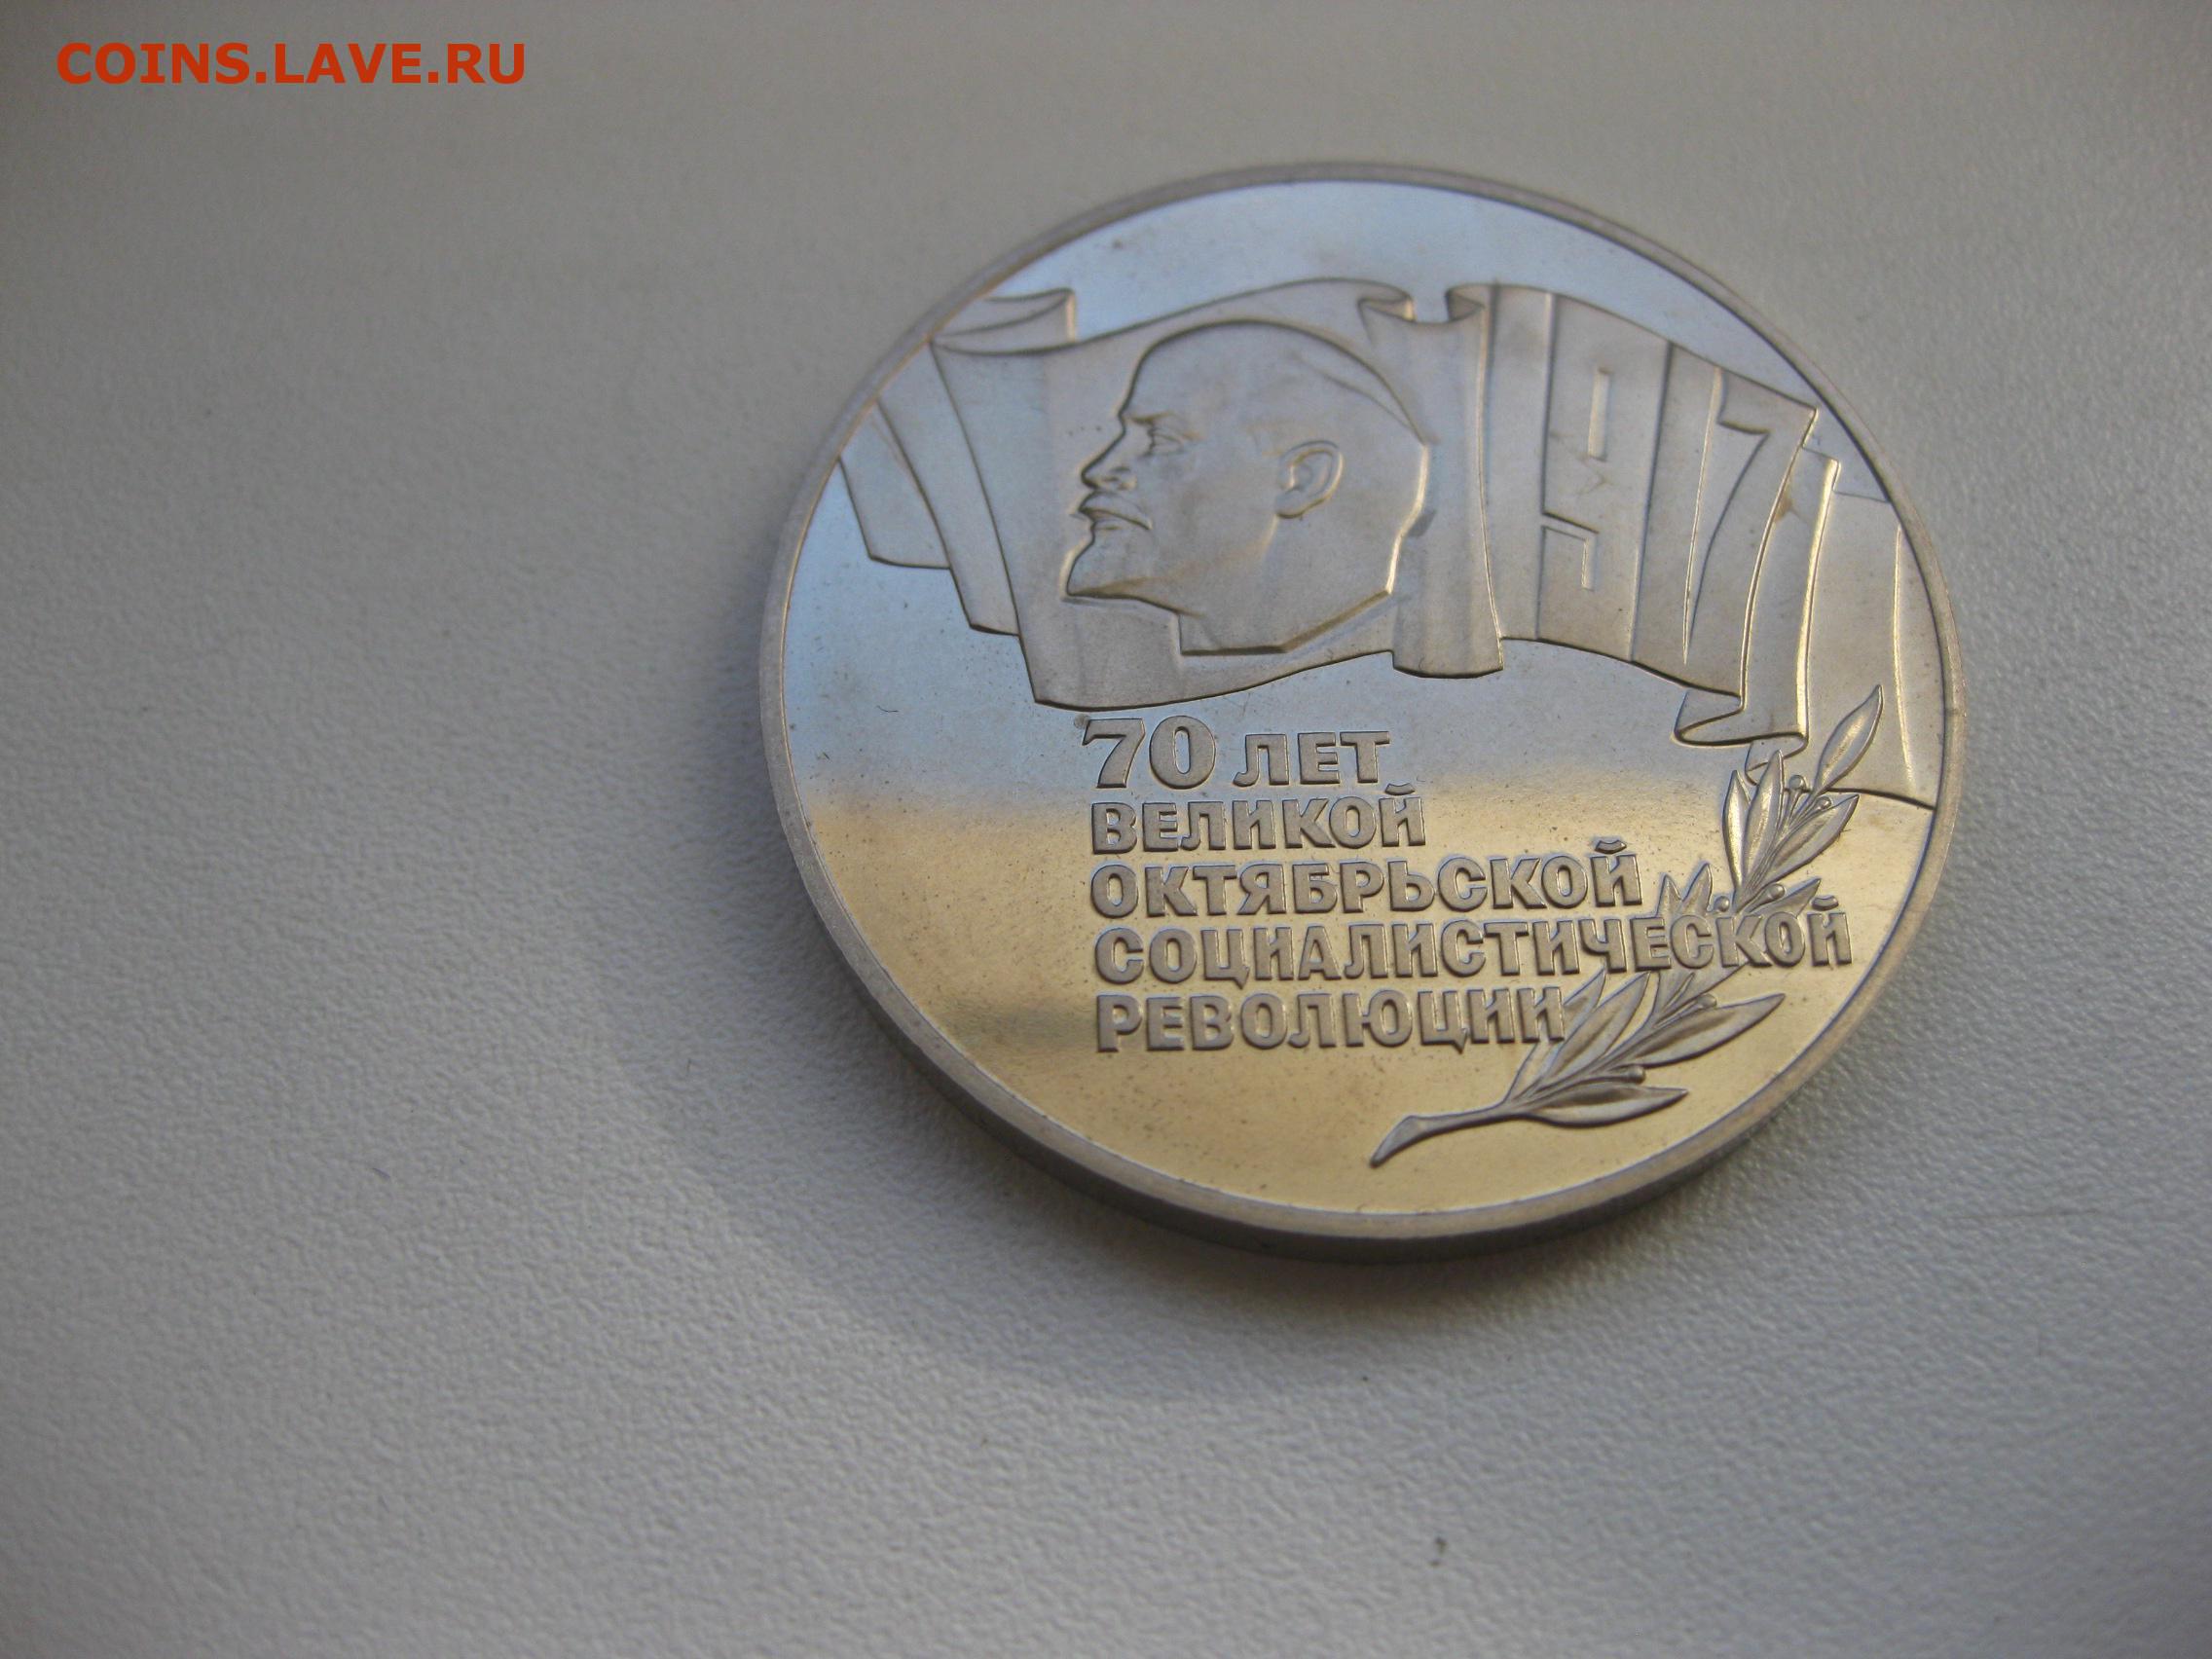 COINS.LAVE.RU
1917
70 ЛЕТ
ВЕЛИКОЙ
ОКТЯБРЬСКОЙ
СОЦИАЛИСТИЧЕСКОЙ
РЕВОЛЮЦИИ